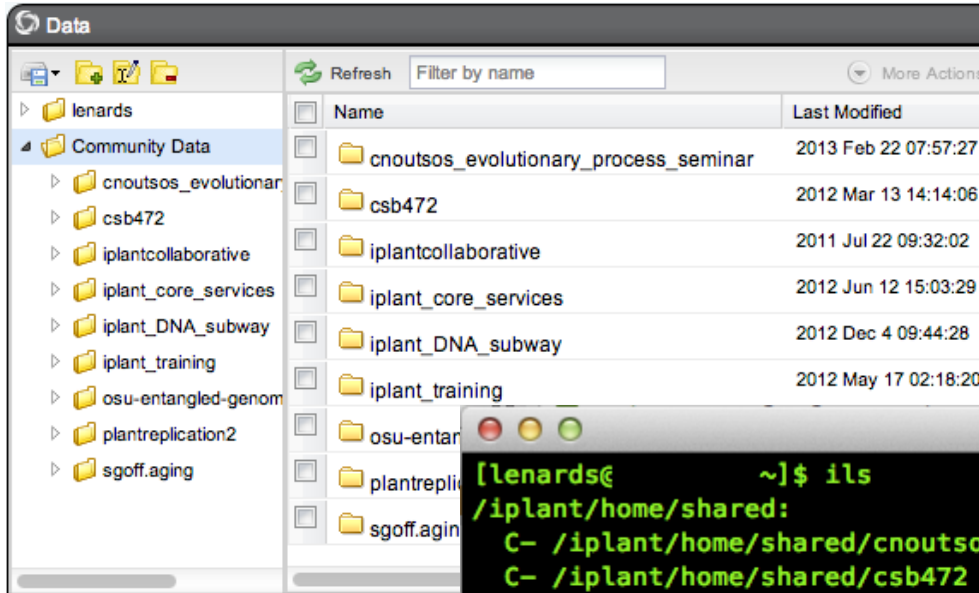 Data
Refresh Filter by name More Actions
lenards
Community Data
cnoutsos_evolutionar
csb472
iplantcollaborative
iplant_core_services
iplant_DNA_subway
iplant_training
osu-entangled-genom
plantreplication2
sgoff.aging
Name Last Modified
cnoutsos_evolutionary_process_seminar 2013 Feb 22 07:57:27
csb472 2012 Mar 13 14:14:06
iplantcollaborative 2011 Jul 22 09:32:02
iplant_core_services 2012 Jun 12 15:03:29
iplant_DNA_subway 2012 Dec 4 09:44:28
iplant_training 2012 May 17 02:18:20
osu-entan
plantreplic
sgoff.aging
[lenards@ ~]$ ils
/iplant/home/shared:
C- /iplant/home/shared/cnoutso
C- /iplant/home/shared/csb472